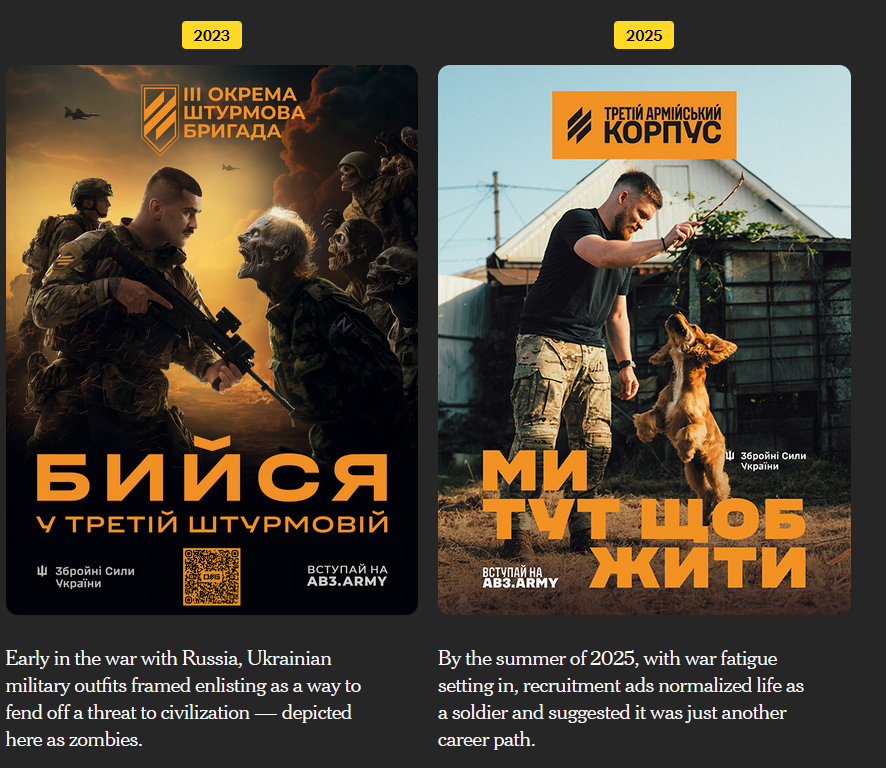 2023
III ОКРЕМА
ШТУРМОВА
БРИГАДА
БИЙСЯ
У ТРЕТІЙ ШТУРМОВІЙ
Збройні Сили
України
ВСТУПАЙ НА
AB3.ARMY
Early in the war with Russia, Ukrainian
military outfits framed enlisting as a way to
fend off a threat to civilization — depicted
here as zombies.
2025
ТРЕТІЙ АРМІЙСЬКИЙ
КОРПУС
Збройні Сили
України
МИ
ТУТ ЩОБ
ЖИТИ
ВСТУПАЙ НА
AB3.ARMY
By the summer of 2025, with war fatigue
setting in, recruitment ads normalized life as
a soldier and suggested it was just another
career path.